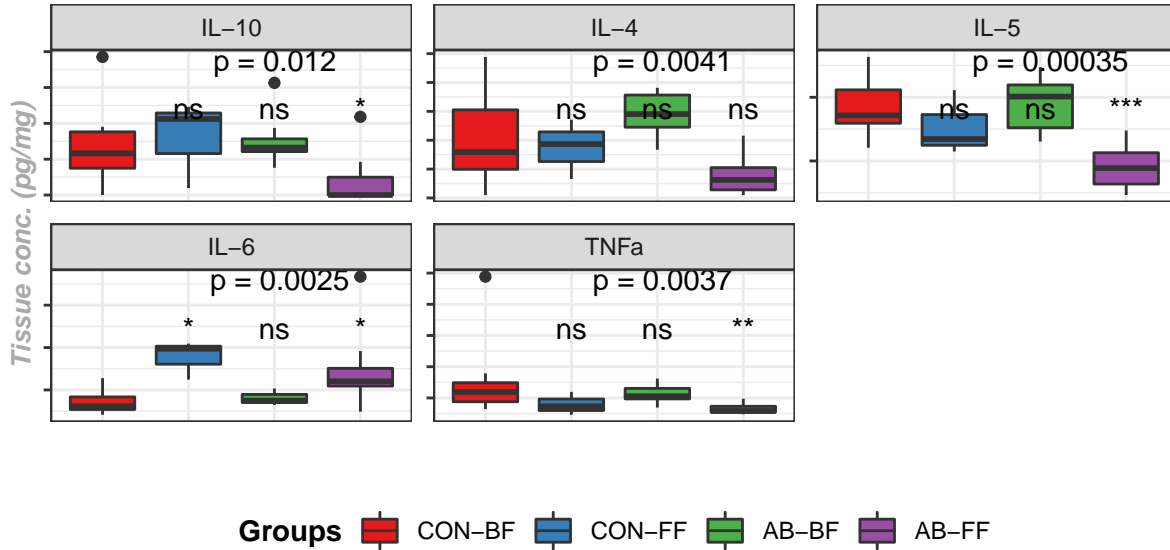 IL−10
IL−4
IL−5
p = 0.012
ns
ns
*
p = 0.0041
ns
ns
ns
p = 0.00035
ns
ns
***
Tissue conc. (pg/mg)
IL−6
TNFa
p = 0.0025
*
ns
*
p = 0.0037
ns
ns
**
Groups CON−BF CON−FF AB−BF AB−FF